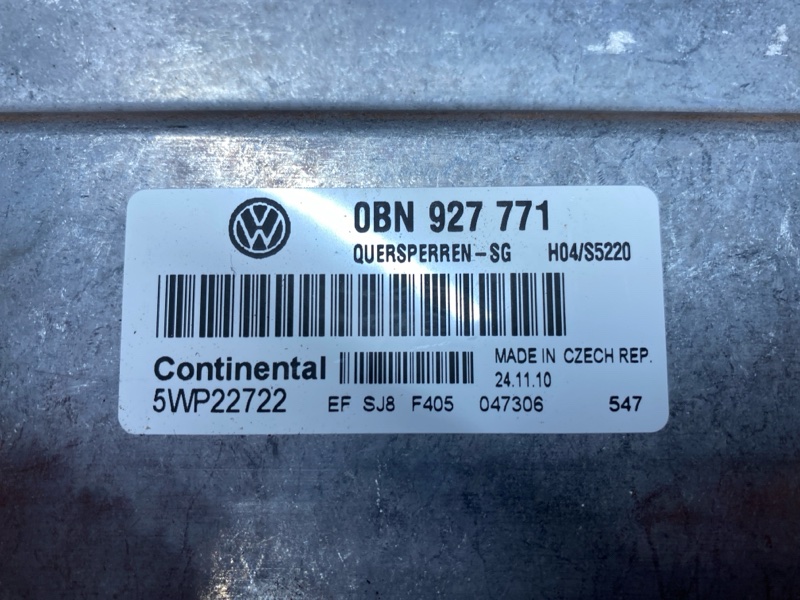 VW
0BN 927 771
QUERSPERREN-SG H04/S5220
Continental
MADE IN CZECH REP.
24.11.10
5WP22722 EF SJ8 F405 047306 547